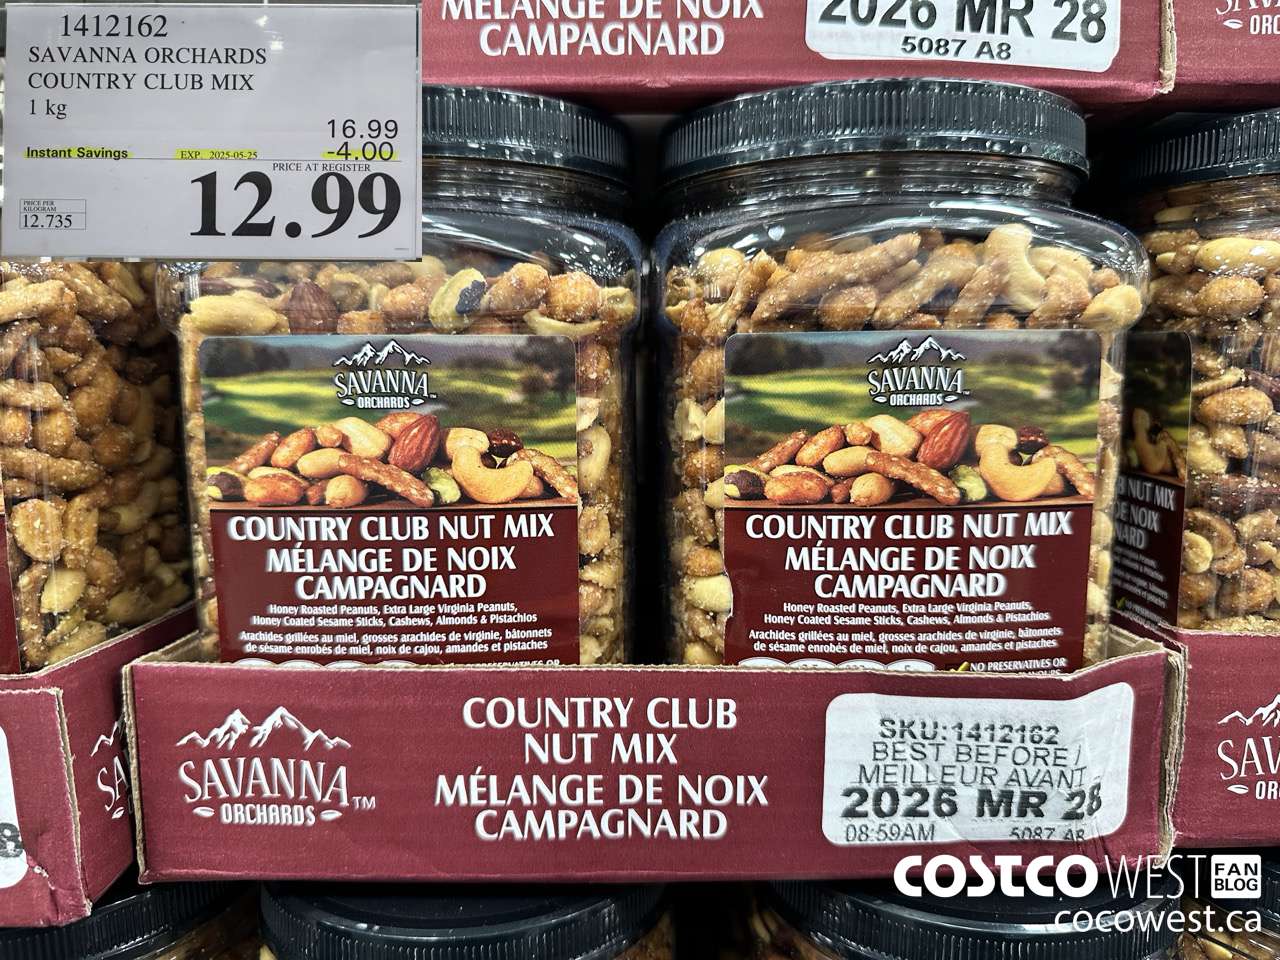 1412162
SAVANNA ORCHARDS
COUNTRY CLUB MIX
1 kg
16.99
Instant Savings EXP. 2025-05-25 -4.00
PRICE AT REGISTER
12.99
PRICE PER
KILOGRAM
12.735
MÉLANGE DE NOIX
CAMPAGNARD
2026 MR 28
5087 A8
SAVANNA
ORCHARDS
COUNTRY CLUB NUT MIX
MÉLANGE DE NOIX
CAMPAGNARD
Honey Roasted Peanuts, Extra Large Virginia Peanuts,
Honey Coated Sesame Sticks, Cashews, Almonds & Pistachios
Arachides grillées au miel, grosses arachides de virginie, bâtonnets
de sésame enrobés de miel, noix de cajou, amandes et pistaches
SAVANNA
ORCHARDS
COUNTRY CLUB NUT MIX
MÉLANGE DE NOIX
CAMPAGNARD
Honey Roasted Peanuts, Extra Large Virginia Peanuts,
Honey Coated Sesame Sticks, Cashews, Almonds & Pistachios
Arachides grillées au miel, grosses arachides de virginie, bâtonnets
de sésame enrobés de miel, noix de cajou, amandes et pistaches
NO PRESERVATIVES OR
SAVANNA TM
ORCHARDS
COUNTRY CLUB
NUT MIX
MÉLANGE DE NOIX
CAMPAGNARD
SKU:1412162
BEST BEFORE /
MEILLEUR AVANT
2026 MR 28
08:59AM 5087 A8
COSTCO WEST FAN BLOG
cocowest.ca